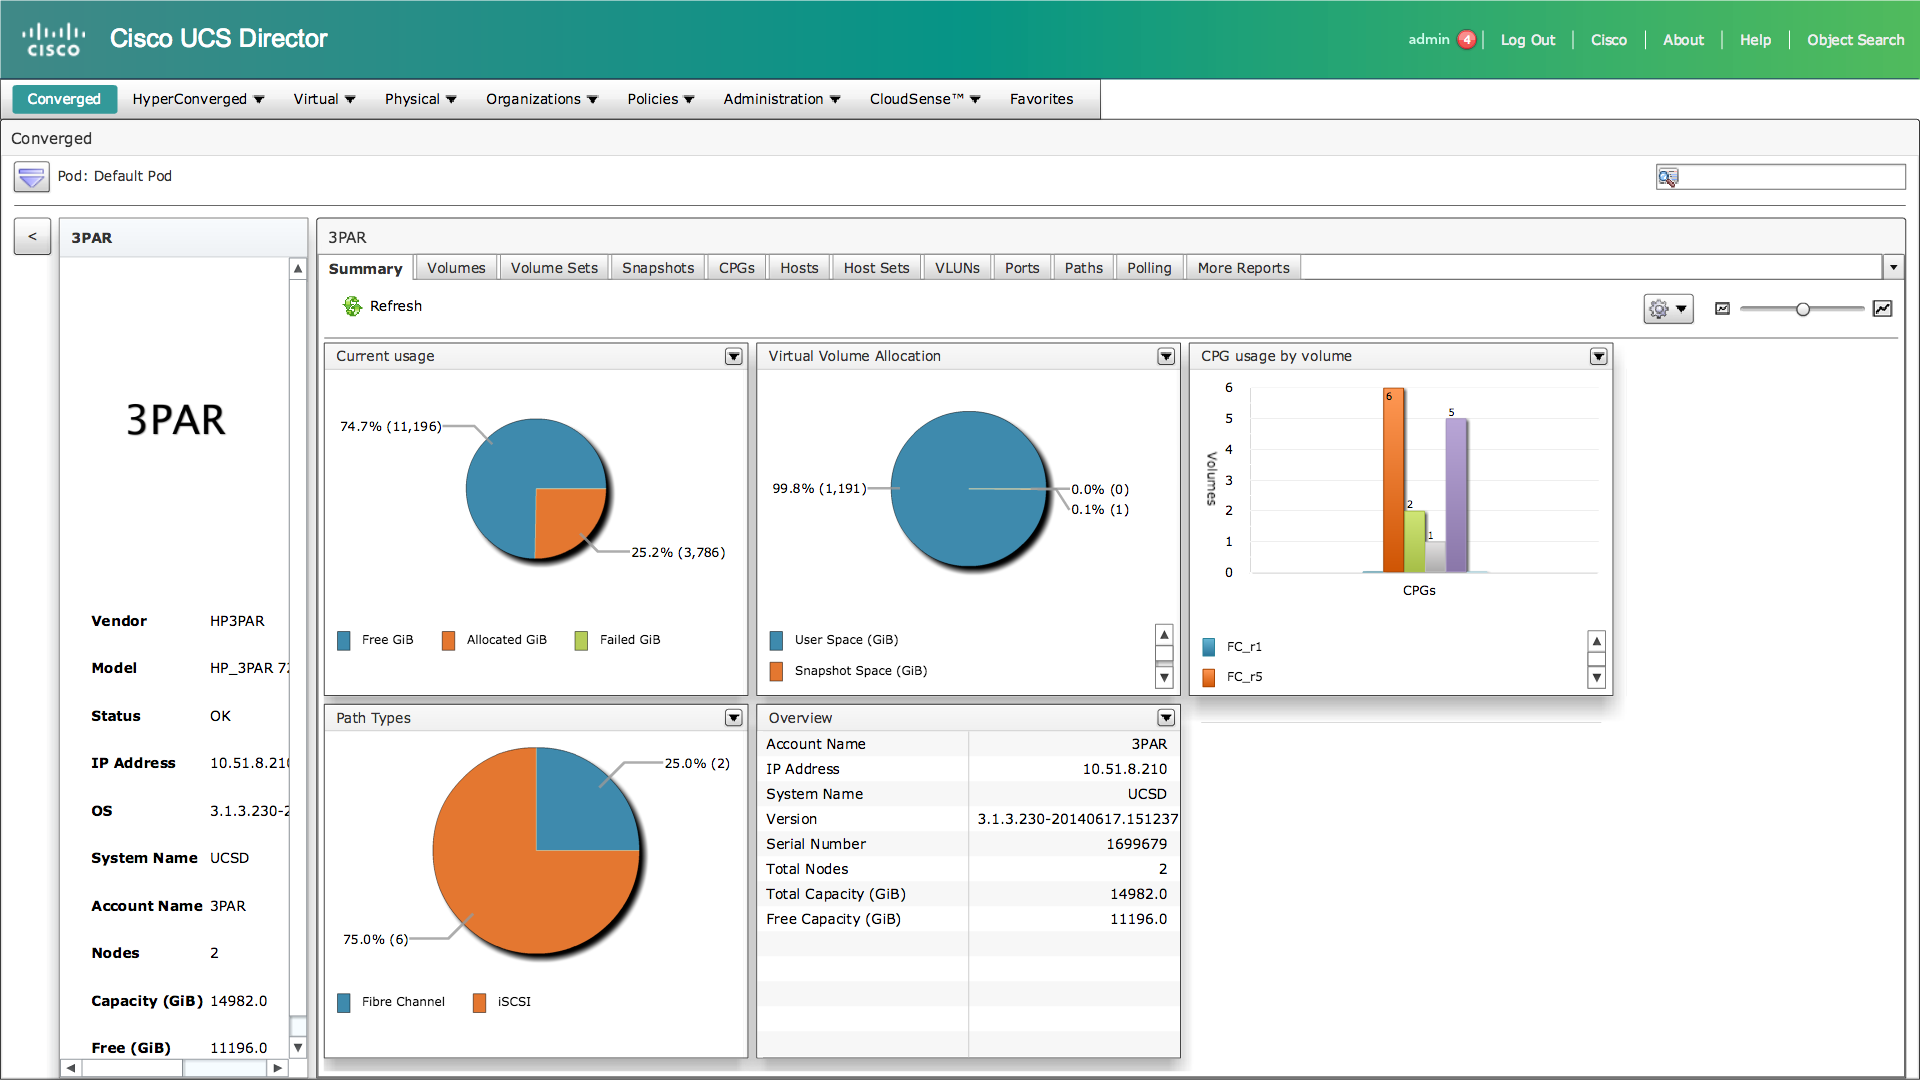 cisco
Cisco UCS Director
admin 4 Log Out Cisco About Help Object Search
Converged HyperConverged Virtual Physical Organizations Policies Administration CloudSense™ Favorites
Converged
Pod: Default Pod
<
3PAR
3PAR
Vendor HP3PAR
Model HP_3PAR 72
Status OK
IP Address 10.51.8.210
OS 3.1.3.230-2
System Name UCSD
Account Name 3PAR
Nodes 2
Capacity (GiB) 14982.0
Free (GiB) 11196.0
3PAR
Summary Volumes Volume Sets Snapshots CPGs Hosts Host Sets VLUNs Ports Paths Polling More Reports
Refresh
Current usage
74.7% (11,196)
25.2% (3,786)
Free GiB Allocated GiB Failed GiB
Virtual Volume Allocation
99.8% (1,191)
0.0% (0)
0.1% (1)
User Space (GiB)
Snapshot Space (GiB)
CPG usage by volume
Volumes
6
5
4
3
2
1
0
6
2
1
5
CPGs
FC_r1
FC_r5
Path Types
25.0% (2)
75.0% (6)
Fibre Channel iSCSI
Overview
Account Name 3PAR
IP Address 10.51.8.210
System Name UCSD
Version 3.1.3.230-20140617.151237
Serial Number 1699679
Total Nodes 2
Total Capacity (GiB) 14982.0
Free Capacity (GiB) 11196.0